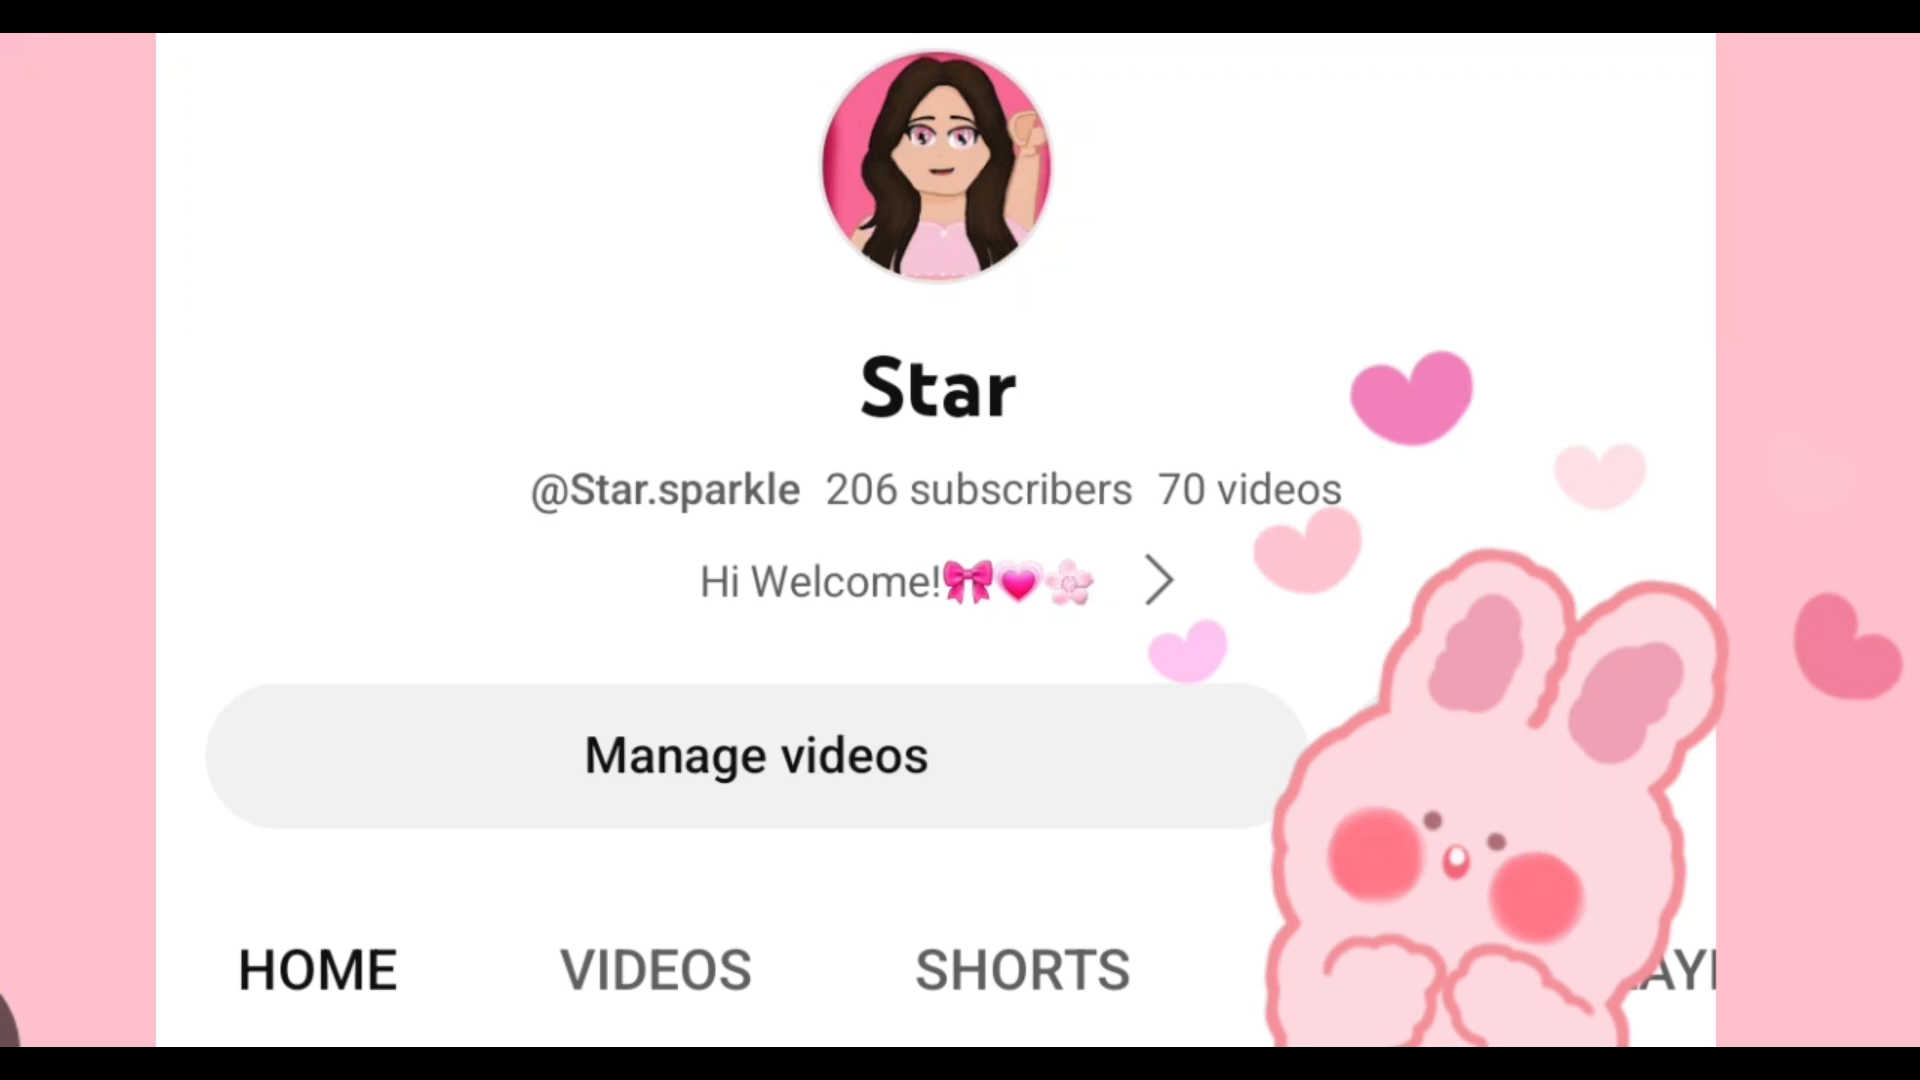 Star
@Star.sparkle 206 subscribers 70 videos
Hi Welcome!🎀💗🌸
Manage videos
HOME VIDEOS SHORTS